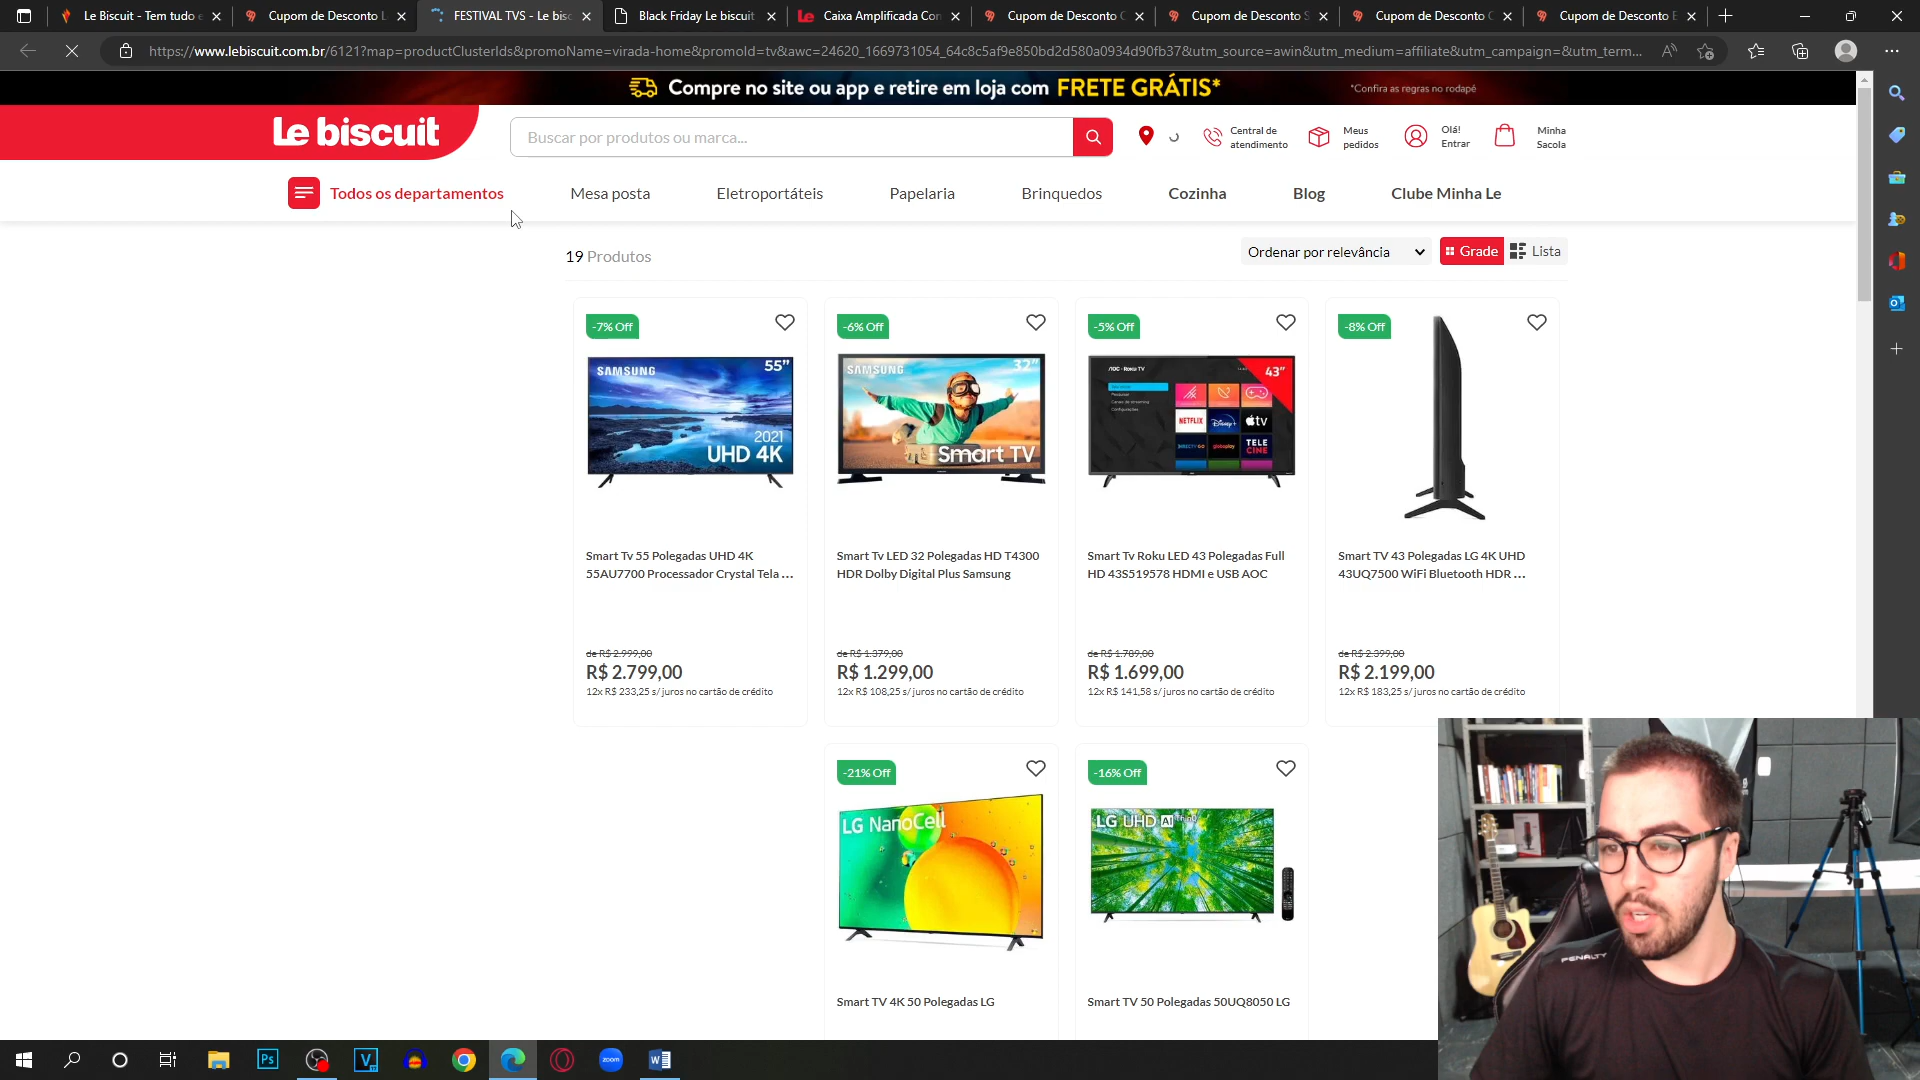 Le Biscuit - Tem tudo
Cupom de Desconto L
FESTIVAL TVS - Le bisc
Black Friday Le biscuit
Caixa Amplificada Con
Cupom de Desconto C
Cupom de Desconto S
Cupom de Desconto C
Cupom de Desconto E
https://www.lebiscuit.com.br/6121?map=productClusterIds&promoName=virada-home&promoId=tv&awc=24620_1669731054_64c8c5af9e850bd2d580a0934d90fb37&utm_source=awin&utm_medium=affiliate&utm_campaign=&utm_term...
Compre no site ou app e retire em loja com FRETE GRÁTIS*
*Confira as regras no rodapé
Le biscuit
Buscar por produtos ou marca...
Central de
atendimento
Meus
pedidos
Olá!
Entrar
Minha
Sacola
Todos os departamentos
Mesa posta
Eletroportáteis
Papelaria
Brinquedos
Cozinha
Blog
Clube Minha Le
19 Produtos
Ordenar por relevância
Grade
Lista
-7% Off
-6% Off
-5% Off
-8% Off
SAMSUNG
55"
2021
UHD 4K
SAMSUNG
32"
Smart TV
AOC - Roku TV
43"
NETFLIX
Disney+
tv
DIRECTV GO
globoplay
TELE
CINE
Smart Tv 55 Polegadas UHD 4K
55AU7700 Processador Crystal Tela ...
Smart Tv LED 32 Polegadas HD T4300
HDR Dolby Digital Plus Samsung
Smart Tv Roku LED 43 Polegadas Full
HD 43S519578 HDMI e USB AOC
Smart TV 43 Polegadas LG 4K UHD
43UQ7500 WiFi Bluetooth HDR ...
de R$ 2.999,00
R$ 2.799,00
12x R$ 233,25 s/ juros no cartão de crédito
de R$ 1.379,00
R$ 1.299,00
12x R$ 108,25 s/ juros no cartão de crédito
de R$ 1.789,00
R$ 1.699,00
12x R$ 141,58 s/ juros no cartão de crédito
de R$ 2.399,00
R$ 2.199,00
12x R$ 183,25 s/ juros no cartão de crédito
-21% Off
-16% Off
LG NanoCell
LG UHD AI ThinQ
Smart TV 4K 50 Polegadas LG
Smart TV 50 Polegadas 50UQ8050 LG
PENALTY
Ps
V
zoom
W